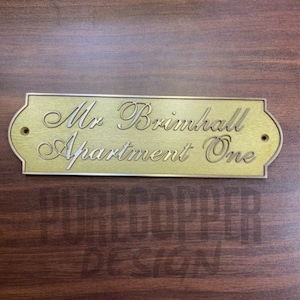 Mr Brimhall
Apartment One
PURECOPPER
DESIGN